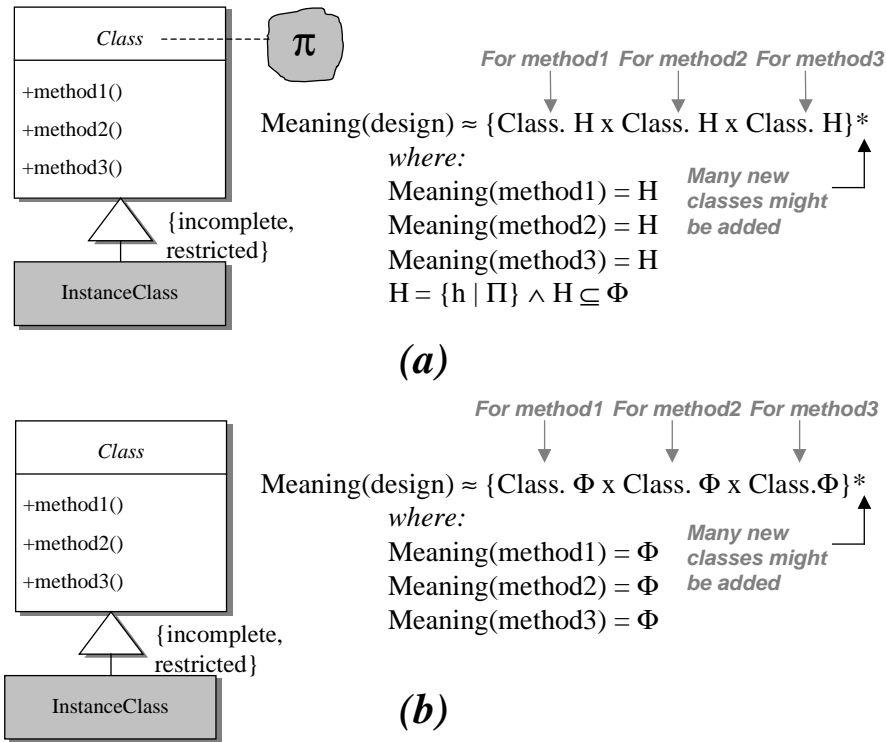 Class
π
+method1()
+method2()
+method3()
{incomplete,
restricted}
InstanceClass
For method1 For method2 For method3
Meaning(design) ≈ {Class. H x Class. H x Class. H}*
where:
Meaning(method1) = H
Meaning(method2) = H
Meaning(method3) = H
H = {h | Π} ∧ H ⊆ Φ
Many new
classes might
be added
(a)
Class
+method1()
+method2()
+method3()
{incomplete,
restricted}
InstanceClass
For method1 For method2 For method3
Meaning(design) ≈ {Class. Φ x Class. Φ x Class.Φ}*
where:
Meaning(method1) = Φ
Meaning(method2) = Φ
Meaning(method3) = Φ
Many new
classes might
be added
(b)